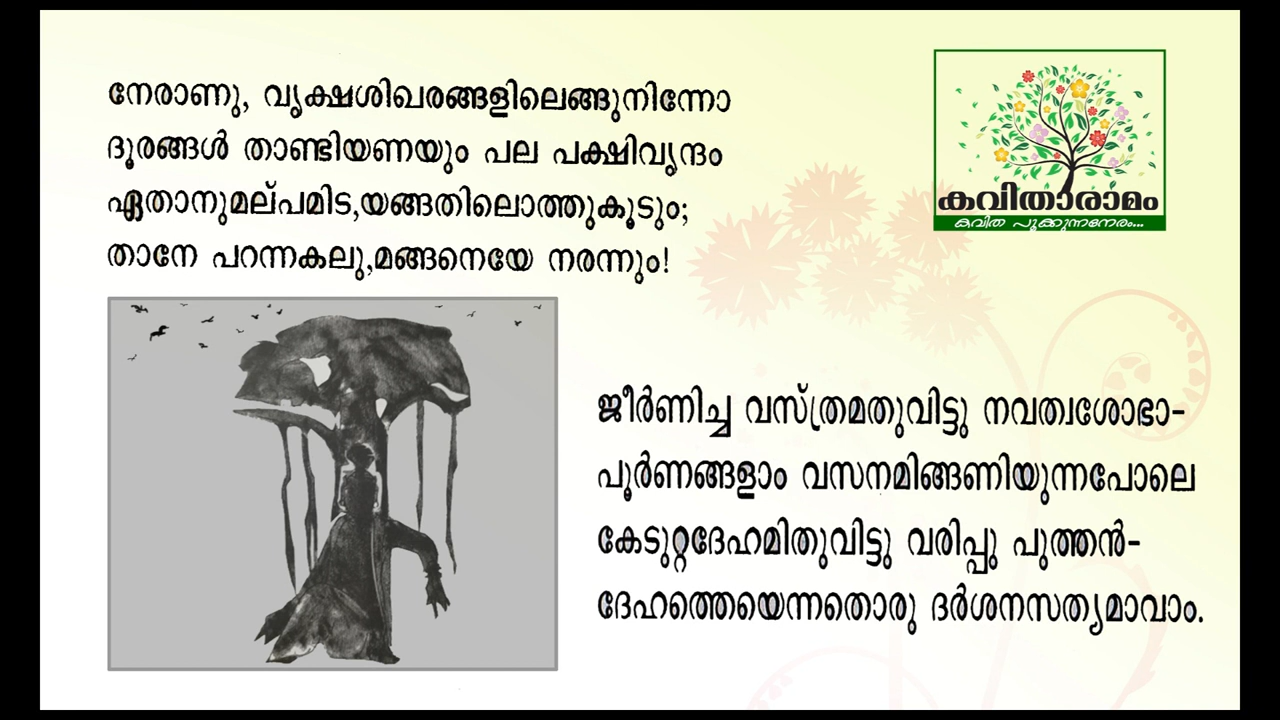 നേരാണു, വൃക്ഷശിഖരങ്ങളിലെങ്ങുനിന്നോ
ദൂരങ്ങൾ താണ്ടിയണയും പല പക്ഷിവൃന്ദം
ഏതാനുമല്പമിട,യങ്ങതിലൊത്തുകൂടും;
താനേ പറന്നകലു,മങ്ങനെയേ നരന്നും!
കവിതാരാമം
കവിത പൂക്കുന്നനേരം...
ജീർണിച്ച വസ്ത്രമതുവിട്ടു നവത്വശോഭാ-
പൂർണങ്ങളാം വസനമിങ്ങണിയുന്നപോലെ
കേടുറ്റദേഹമിതുവിട്ടു വരിപ്പു പുത്തൻ-
ദേഹത്തെയെന്നതൊരു ദർശനസത്യമാവാം.